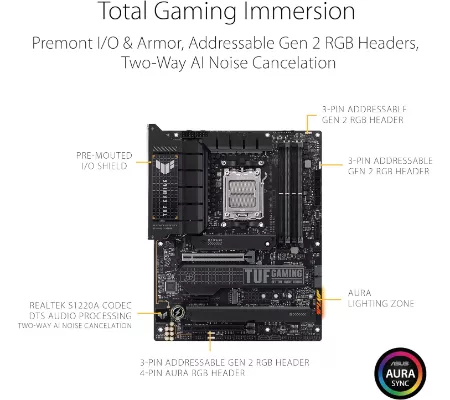 Total Gaming Immersion
Premont I/O & Armor, Addressable Gen 2 RGB Headers,
Two-Way AI Noise Cancelation
3-PIN ADDRESSABLE
GEN 2 RGB HEADER
PRE-MOUTED
I/O SHIELD
3-PIN ADDRESSABLE
GEN 2 RGB HEADER
TUF GAMING
TUF GAMING
AURA
LIGHTING ZONE
REALTEK S1220A CODEC
DTS AUDIO PROCESSING
TWO-WAY AI NOISE CANCELATION
3-PIN ADDRESSABLE GEN 2 RGB HEADER
4-PIN AURA RGB HEADER
ASUS
AURA
SYNC